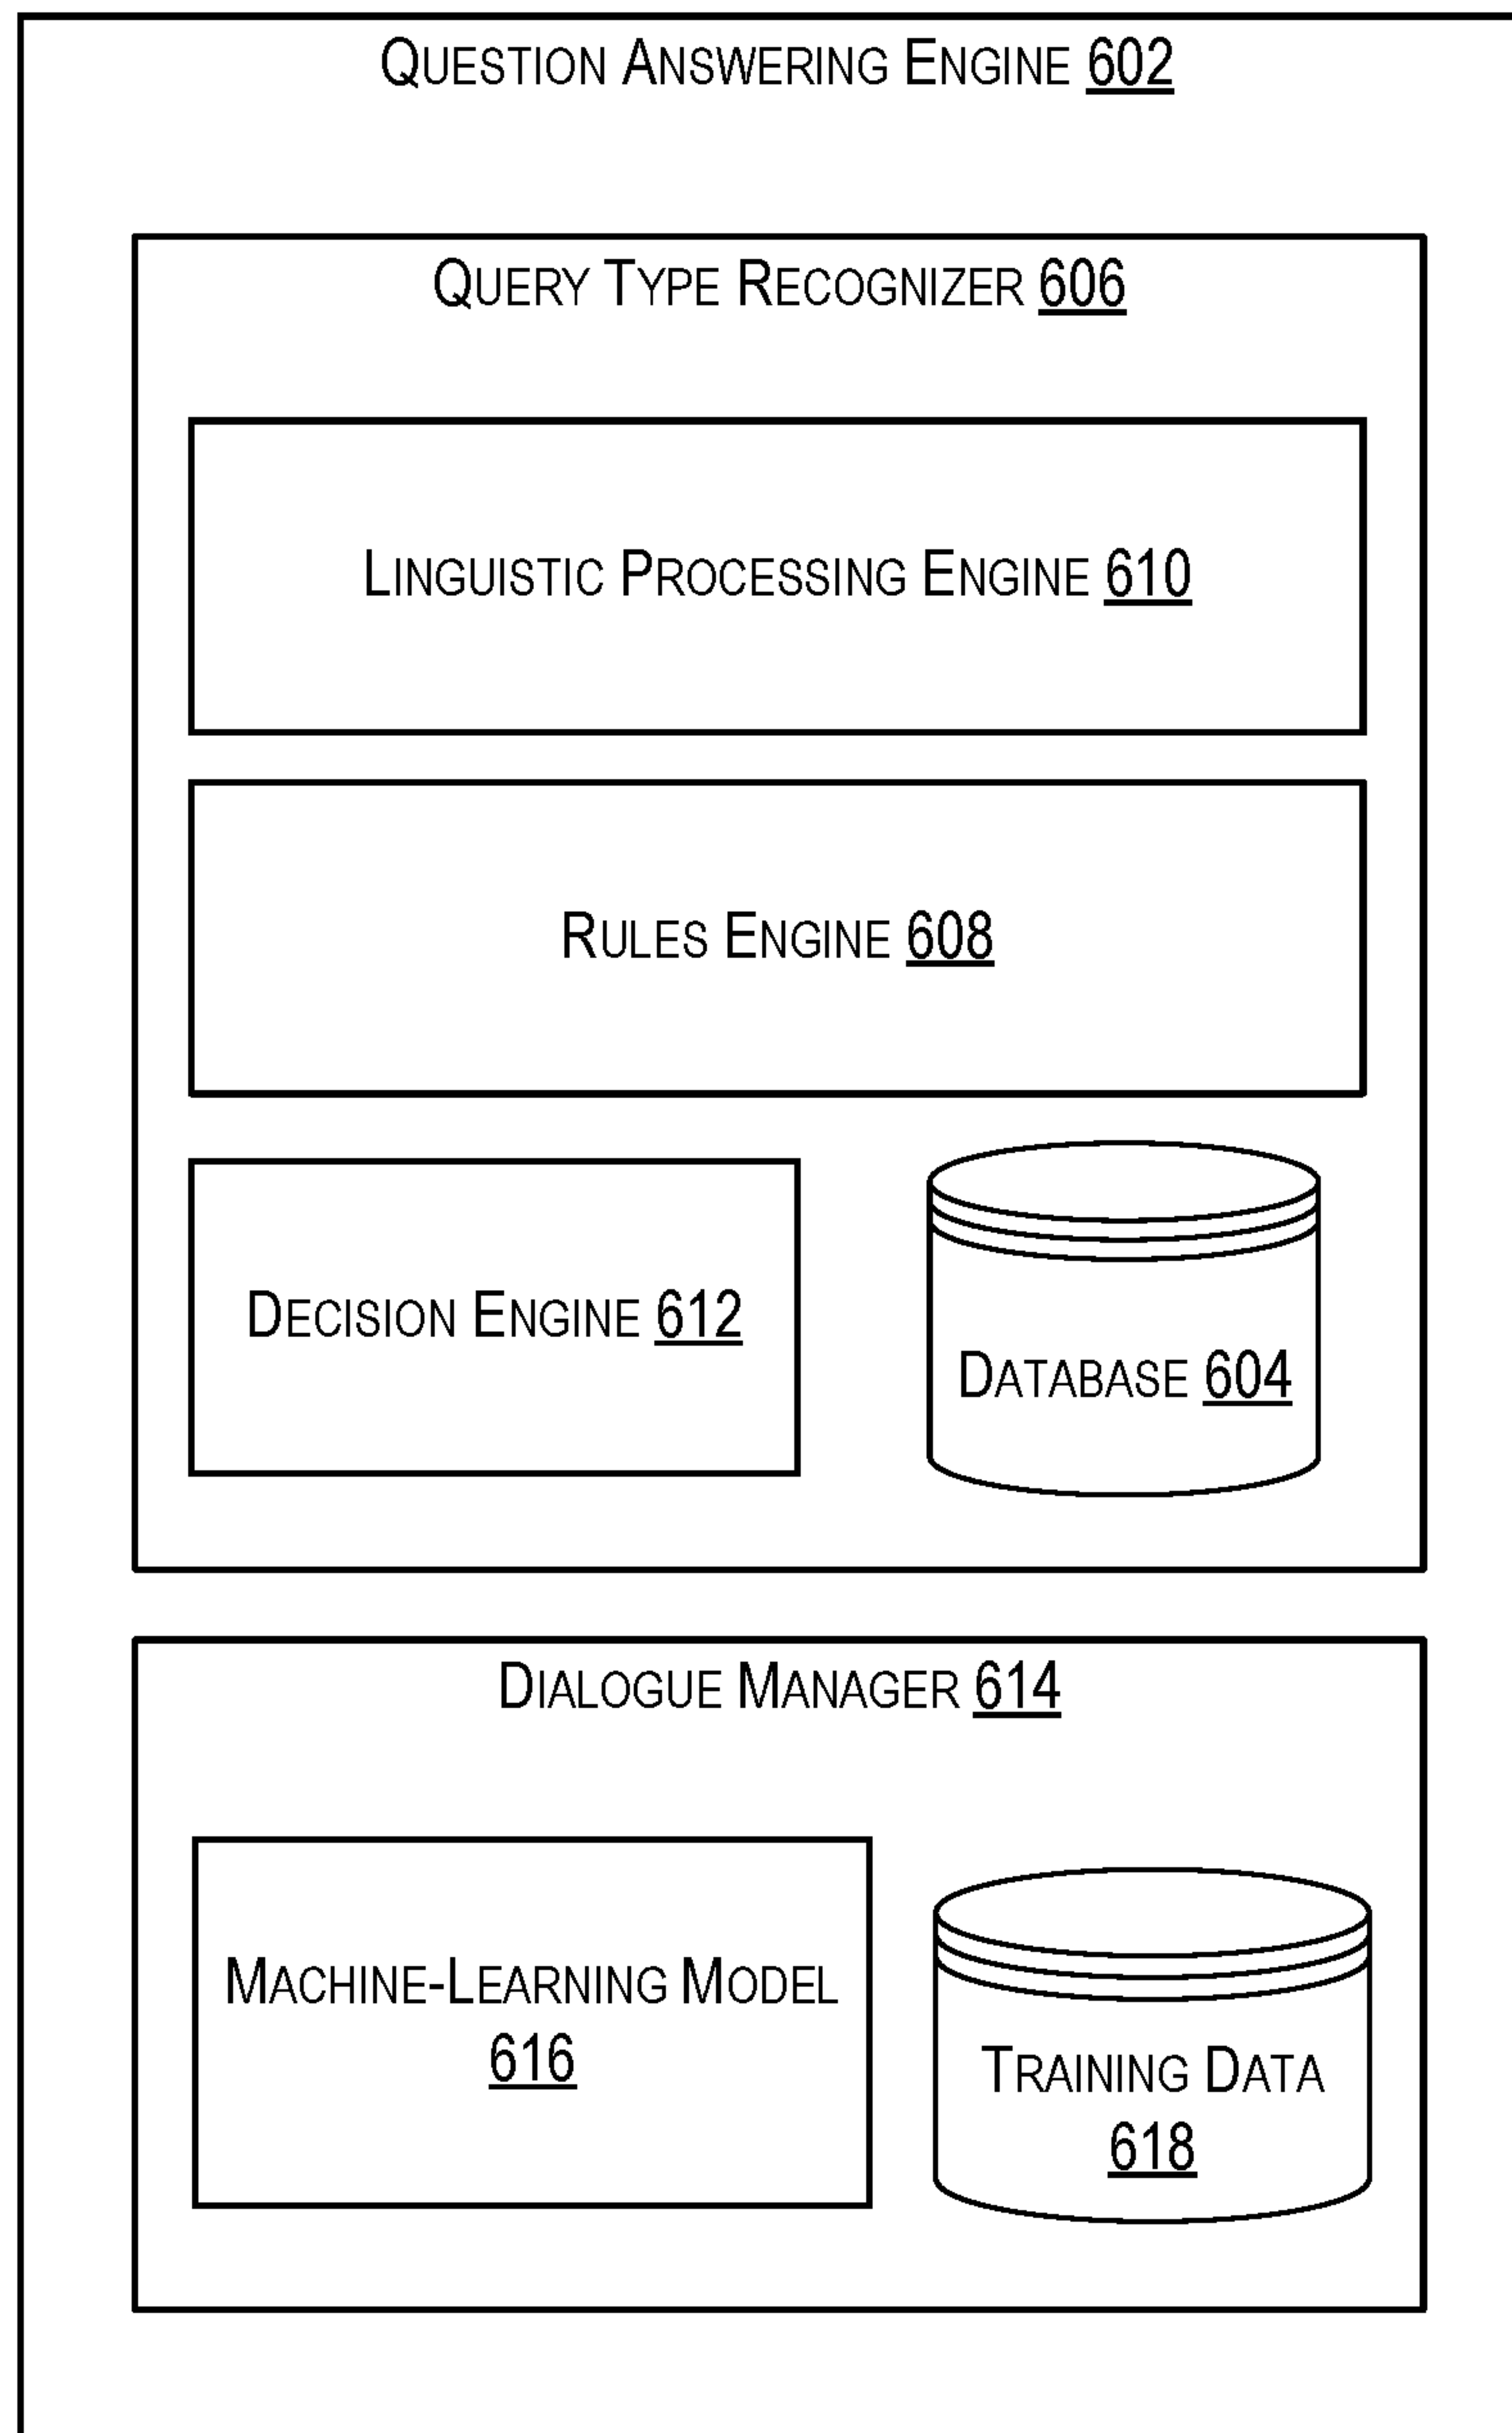 QUESTION ANSWERING ENGINE 602
QUERY TYPE RECOGNIZER 606
LINGUISTIC PROCESSING ENGINE 610
RULES ENGINE 608
DECISION ENGINE 612
DATABASE 604
DIALOGUE MANAGER 614
MACHINE-LEARNING MODEL
616
TRAINING DATA
618